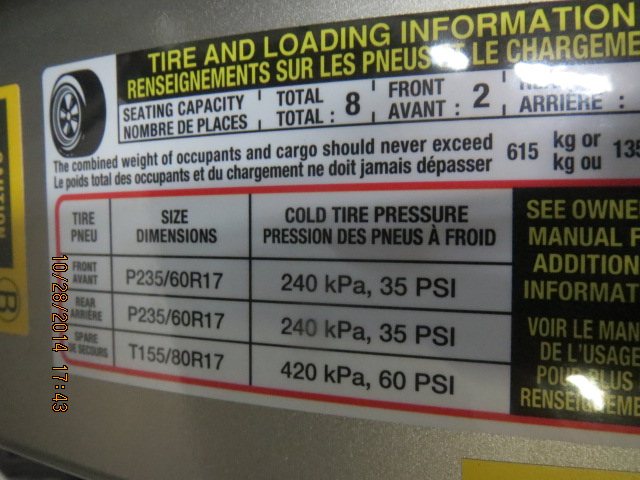 TIRE AND LOADING INFORMATION
RENSEIGNEMENTS SUR LES PNEUS ET LE CHARGEME
SEATING CAPACITY
NOMBRE DE PLACES
TOTAL
TOTAL : 8
FRONT
AVANT : 2
ARRIÈRE :
The combined weight of occupants and cargo should never exceed
Le poids total des occupants et du chargement ne doit jamais dépasser
615 kg or
kg ou 135
TIRE
PNEU
SIZE
DIMENSIONS
COLD TIRE PRESSURE
PRESSION DES PNEUS À FROID
FRONT
AVANT
P235/60R17
240 kPa, 35 PSI
REAR
ARRIÈRE
P235/60R17
240 kPa, 35 PSI
SPARE
DE SECOURS
T155/80R17
420 kPa, 60 PSI
SEE OWNE
MANUAL F
ADDITION
INFORMAT
VOIR LE MAN
DE L'USAGE
POUR PLUS
RENSEIGNEME
CAUTION
B
10/28/2014 17:43